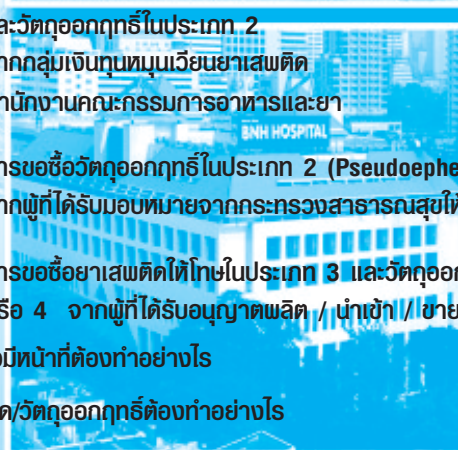 ละวัตถุออกฤทธิ์ในประเภท 2
ากกลุ่มเงินทุนหมุนเวียนยาเสพติด
ำนักงานคณะกรรมการอาหารและยา
BNH HOSPITAL
ารขอซื้อวัตถุออกฤทธิ์ในประเภท 2 (Pseudoephe
ากผู้ที่ได้รับมอบหมายจากกระทรวงสาธารณสุขให้
ารขอซื้อยาเสพติดให้โทษในประเภท 3 และวัตถุออก
รือ 4 จากผู้ที่ได้รับอนุญาตผลิต / นำเข้า / ขาย
อมีหน้าที่ต้องทำอย่างไร
ด/วัตถุออกฤทธิ์ต้องทำอย่างไร